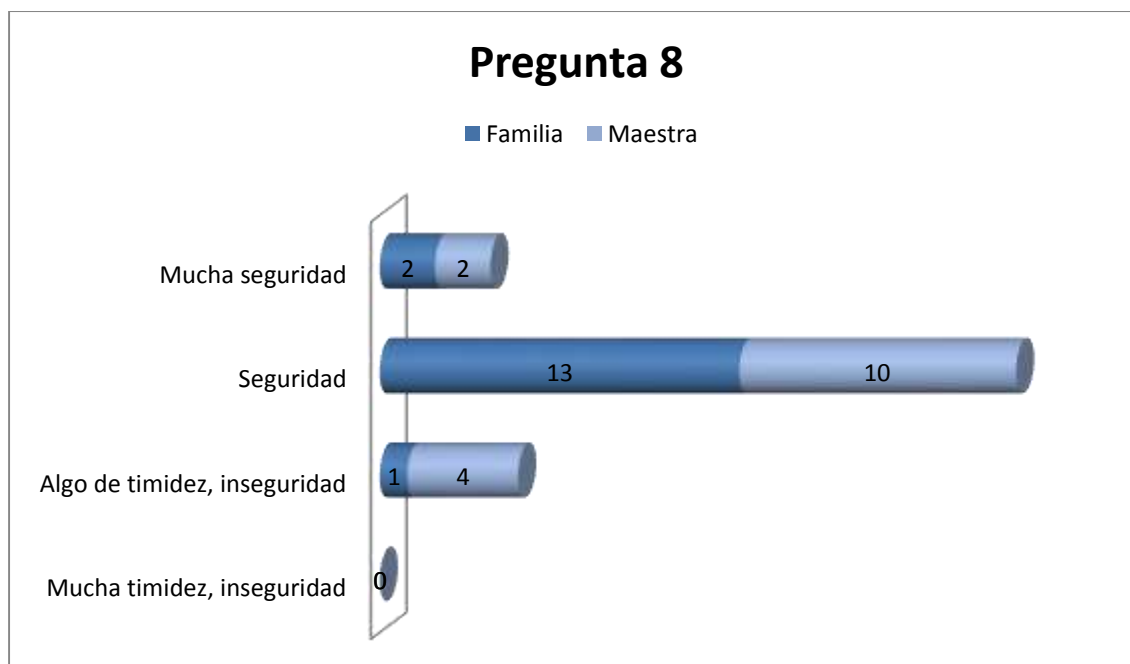 Pregunta 8
Familia Maestra
Mucha seguridad 2 2
Seguridad 13 10
Algo de timidez, inseguridad 1 4
Mucha timidez, inseguridad 0